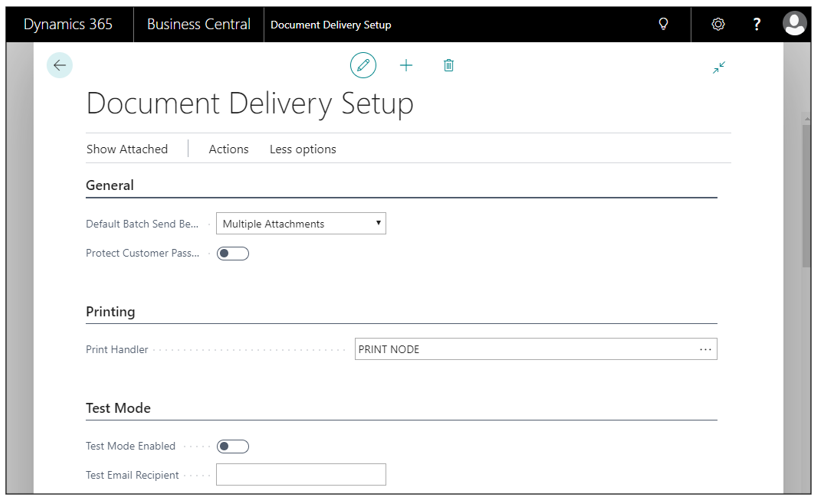 Dynamics 365 Business Central Document Delivery Setup ?
Document Delivery Setup
Show Attached Actions Less options
General
Default Batch Send Be... Multiple Attachments
Protect Customer Pass...
Printing
Print Handler PRINT NODE ...
Test Mode
Test Mode Enabled
Test Email Recipient